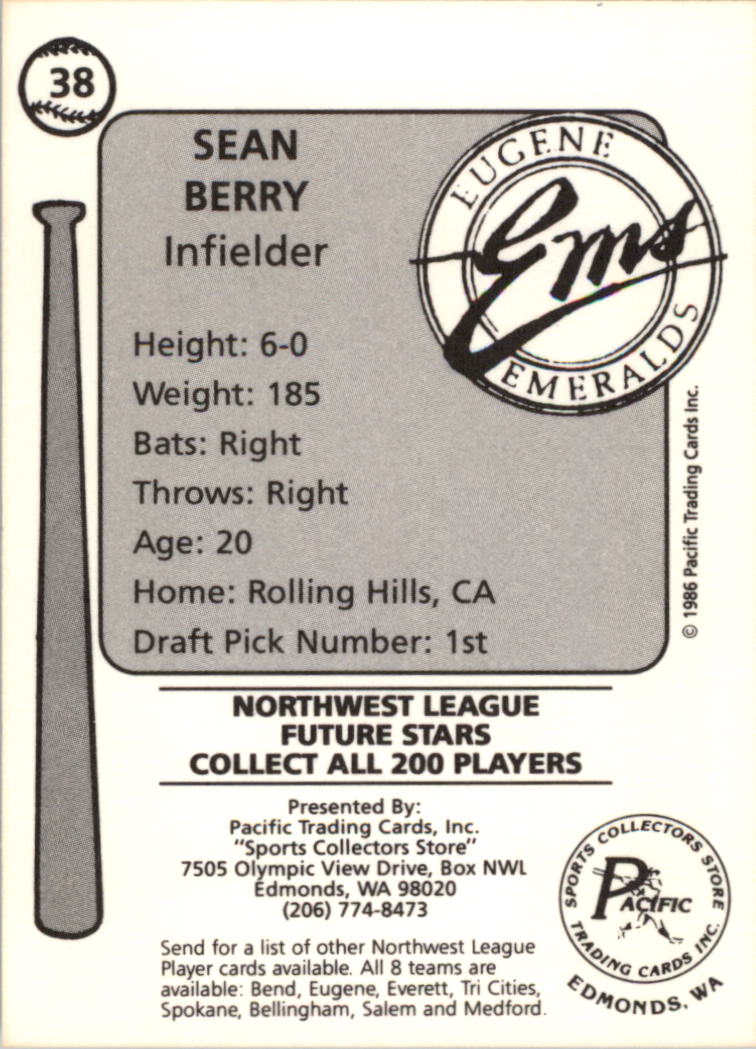 38
SEAN
BERRY
Infielder
EUGENE
Ems
EMERALDS
Height: 6-0
Weight: 185
Bats: Right
Throws: Right
Age: 20
Home: Rolling Hills, CA
Draft Pick Number: 1st
© 1986 Pacific Trading Cards Inc.
NORTHWEST LEAGUE
FUTURE STARS
COLLECT ALL 200 PLAYERS
Presented By:
Pacific Trading Cards, Inc.
"Sports Collectors Store"
7505 Olympic View Drive, Box NWL
Edmonds, WA 98020
(206) 774-8473
Send for a list of other Northwest League
Player cards available. All 8 teams are
available: Bend, Eugene, Everett, Tri Cities,
Spokane, Bellingham, Salem and Medford.
SPORTS COLLECTORS STORE
PACIFIC
TRADING CARDS INC.
EDMONDS, WA